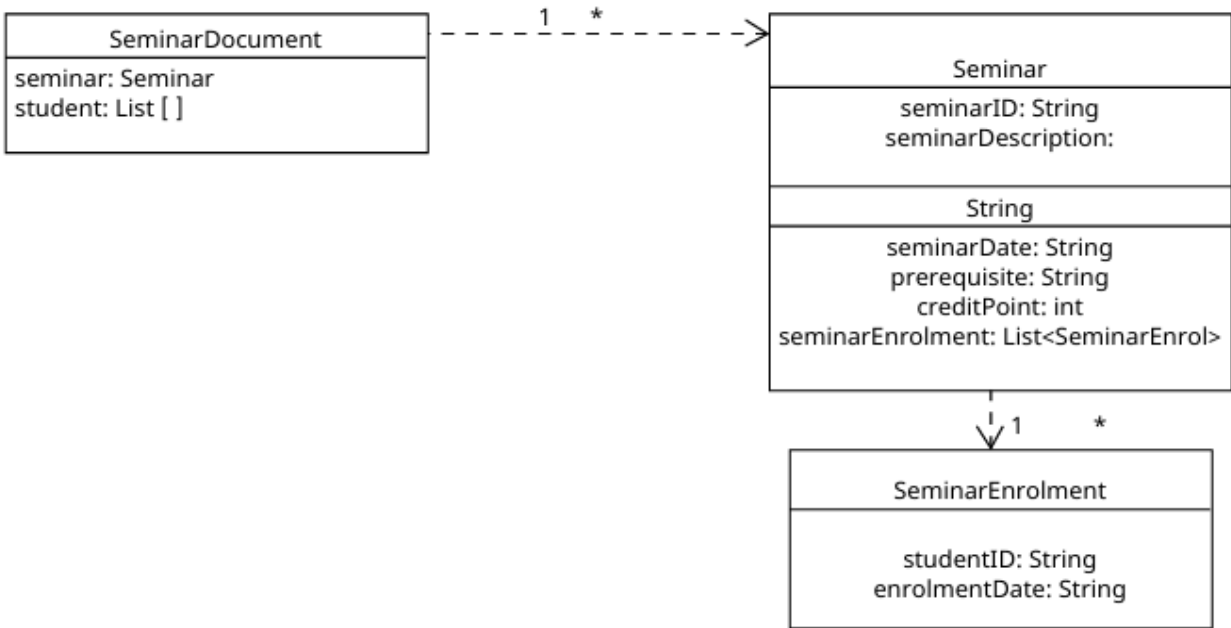 SeminarDocument
seminar: Seminar
student: List [ ]
1 *
Seminar
seminarID: String
seminarDescription:
String
seminarDate: String
prerequisite: String
creditPoint: int
seminarEnrolment: List<SeminarEnrol>
1 *
SeminarEnrolment
studentID: String
enrolmentDate: String